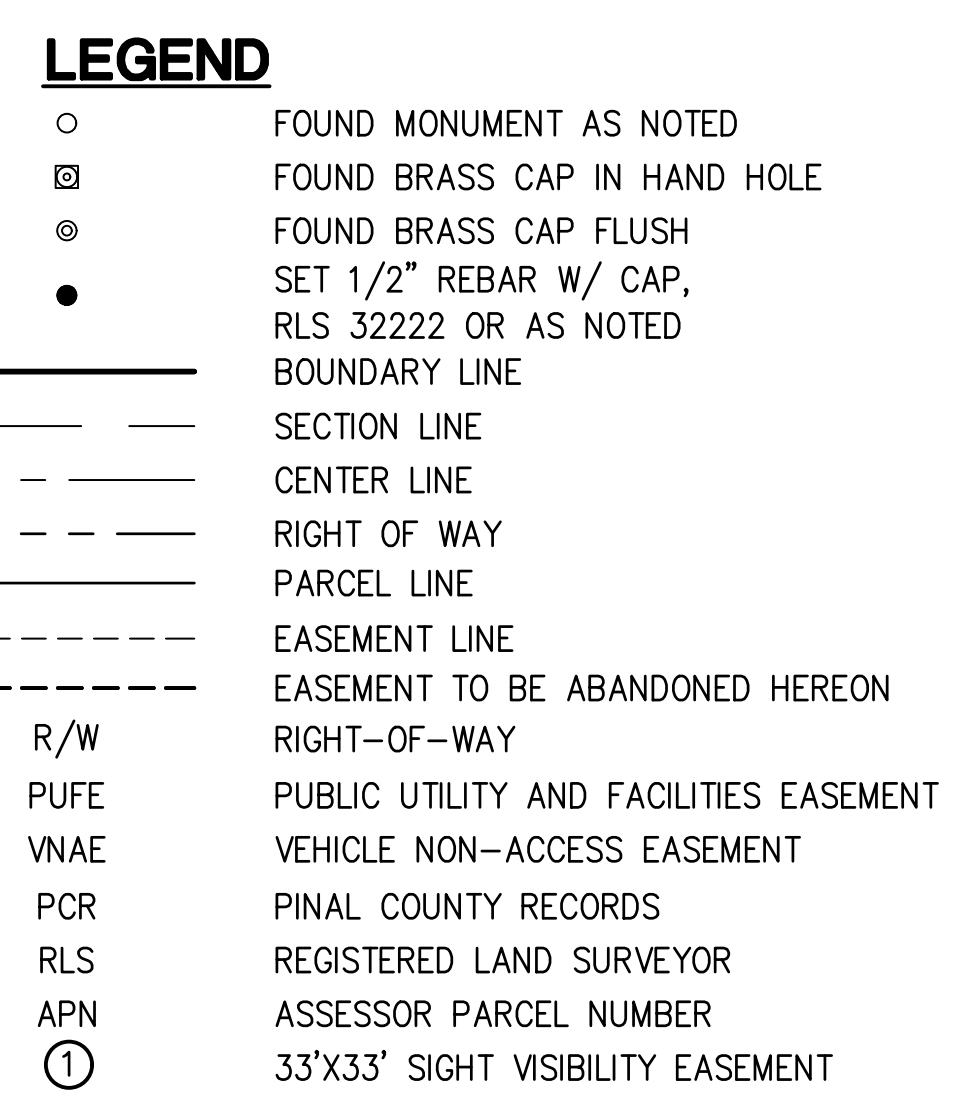 LEGEND
FOUND MONUMENT AS NOTED
FOUND BRASS CAP IN HAND HOLE
FOUND BRASS CAP FLUSH
SET 1/2" REBAR W/ CAP,
RLS 32222 OR AS NOTED
BOUNDARY LINE
SECTION LINE
CENTER LINE
RIGHT OF WAY
PARCEL LINE
EASEMENT LINE
EASEMENT TO BE ABANDONED HEREON
R/W RIGHT-OF-WAY
PUFE PUBLIC UTILITY AND FACILITIES EASEMENT
VNAE VEHICLE NON-ACCESS EASEMENT
PCR PINAL COUNTY RECORDS
RLS REGISTERED LAND SURVEYOR
APN ASSESSOR PARCEL NUMBER
1 33'X33' SIGHT VISIBILITY EASEMENT